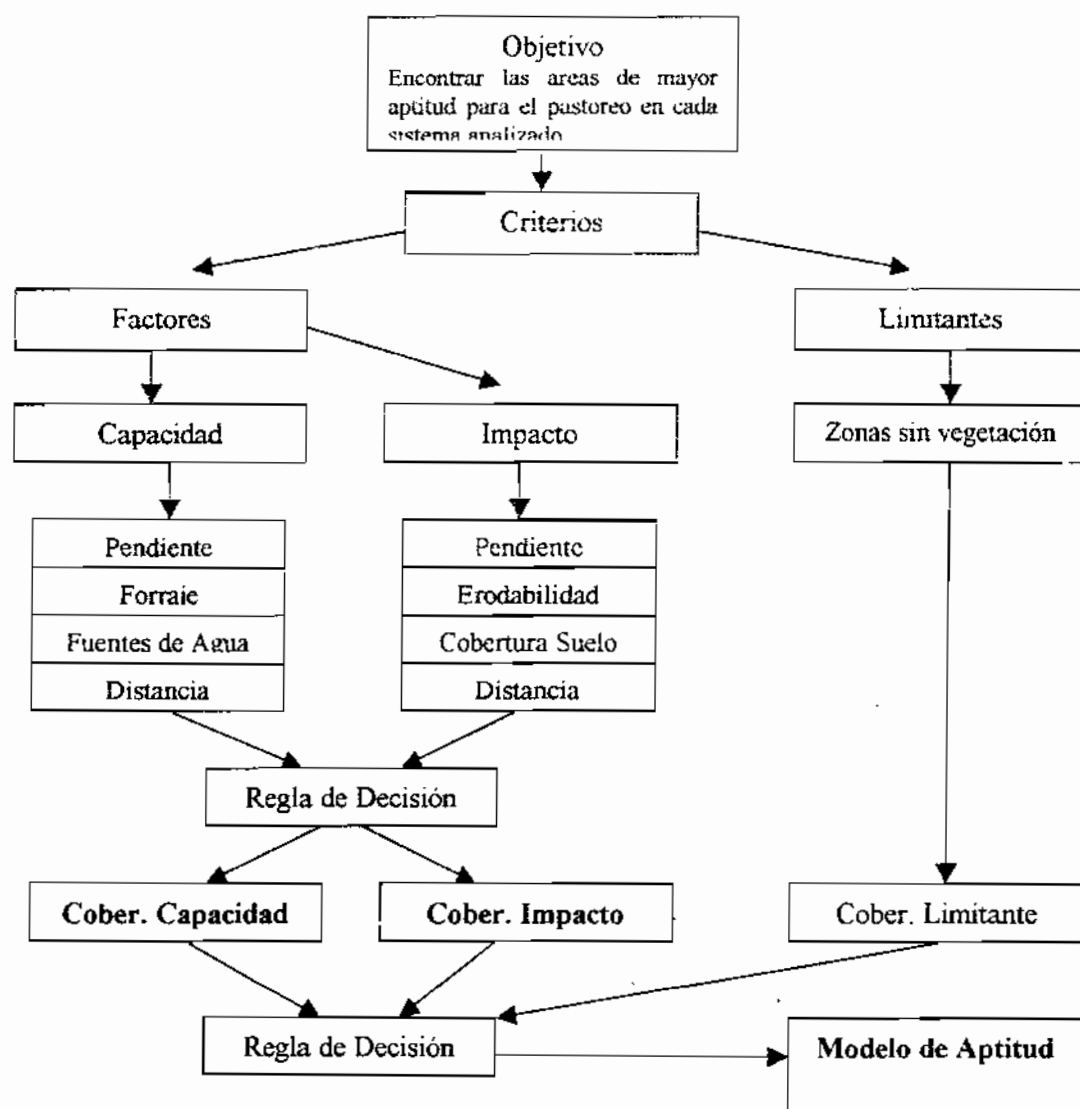 Objetivo
Encontrar las areas de mayor
aptitud para el pastoreo en cada
sistema analizado
Criterios
Factores
Limitantes
Capacidad
Impacto
Zonas sin vegetación
Pendiente
Forraje
Fuentes de Agua
Distancia
Pendiente
Erodabilidad
Cobertura Suelo
Distancia
Regla de Decisión
Cober. Capacidad
Cober. Impacto
Cober. Limitante
Regla de Decisión
Modelo de Aptitud